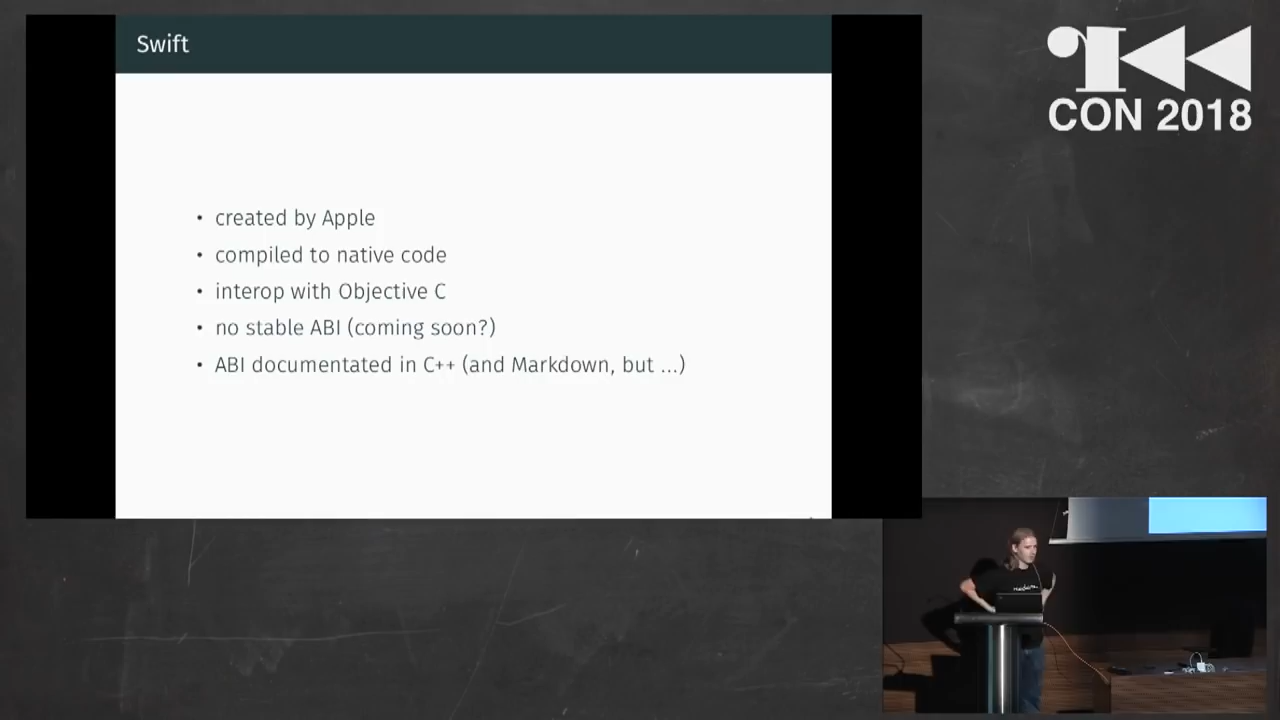 Swift
• created by Apple
• compiled to native code
• interop with Objective C
• no stable ABI (coming soon?)
• ABI documentated in C++ (and Markdown, but ...)
CON 2018